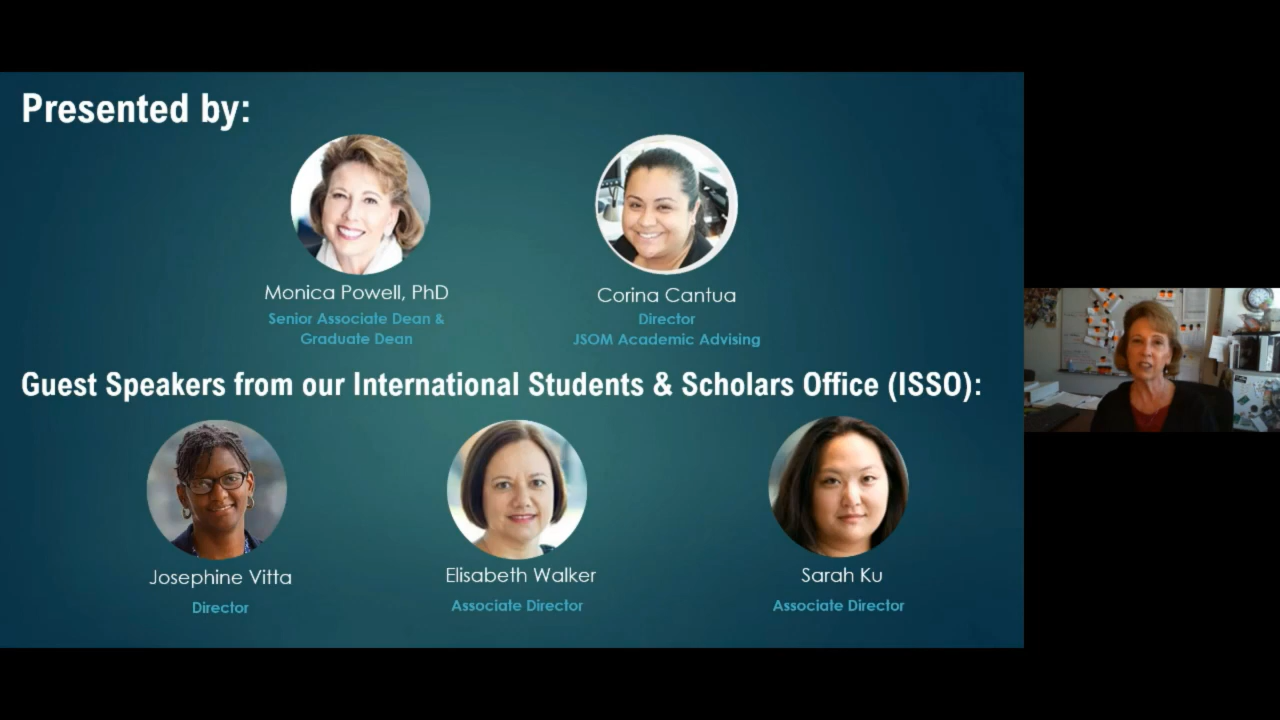 Presented by:
Monica Powell, PhD
Senior Associate Dean &
Graduate Dean
Corina Cantua
Director
JSOM Academic Advising
Guest Speakers from our International Students & Scholars Office (ISSO):
Josephine Vitta
Director
Elisabeth Walker
Associate Director
Sarah Ku
Associate Director